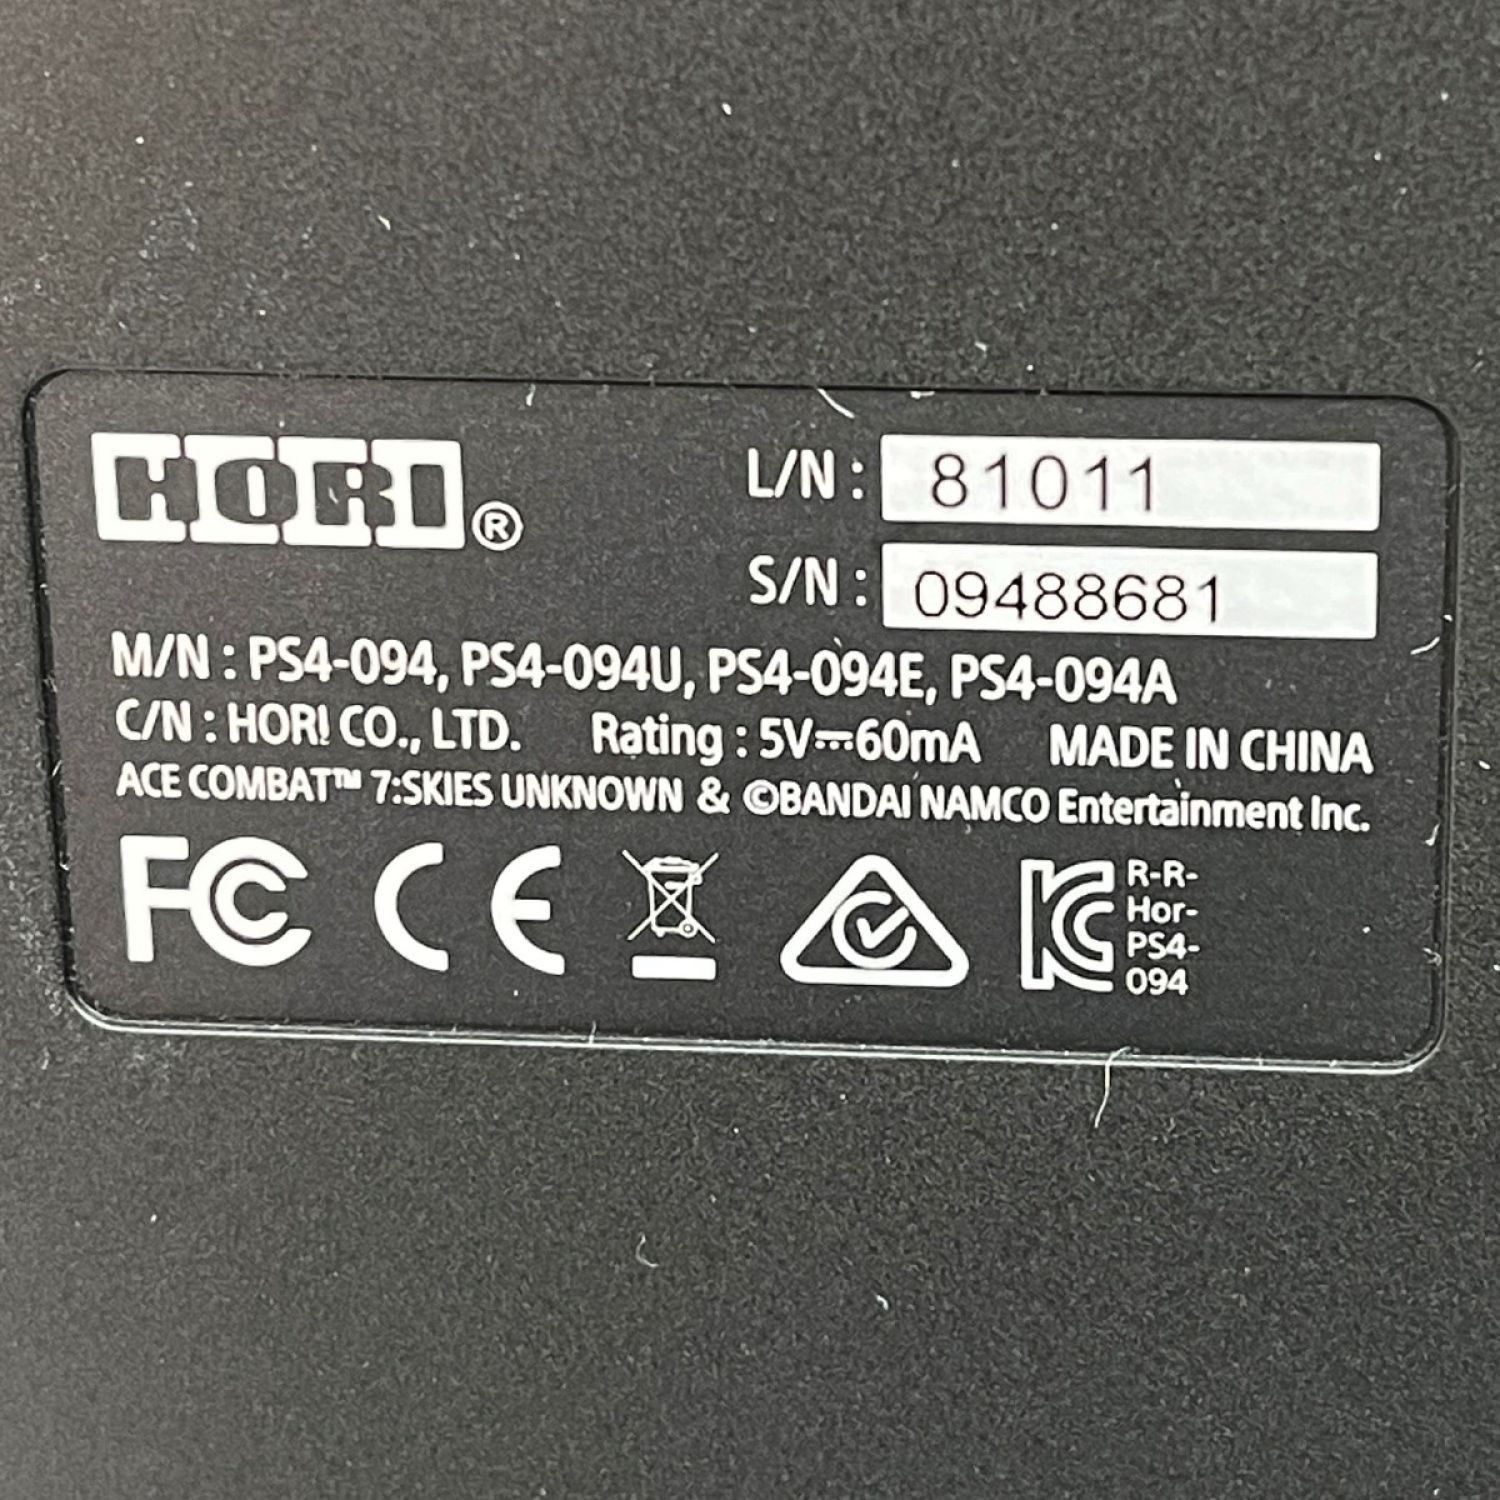 HORI®
L/N : 81011
S/N : 09488681
M/N : PS4-094, PS4-094U, PS4-094E, PS4-094A
C/N : HORI CO., LTD. Rating : 5V⎓60mA MADE IN CHINA
ACE COMBAT™ 7:SKIES UNKNOWN & ©BANDAI NAMCO Entertainment Inc.
FC CE KC
R-R-
Hor-
PS4-
094